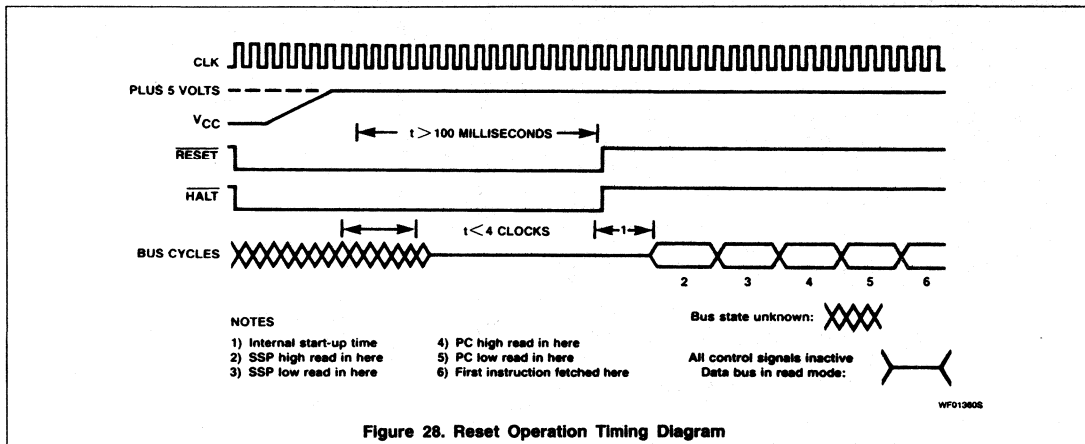 CLK
PLUS 5 VOLTS
VCC
t > 100 MILLISECONDS
RESET
HALT
t < 4 CLOCKS
1
BUS CYCLES
2 3 4 5 6
NOTES
1) Internal start-up time
2) SSP high read in here
3) SSP low read in here
4) PC high read in here
5) PC low read in here
6) First instruction fetched here
Bus state unknown:
All control signals inactive
Data bus in read mode:
WF01360S
Figure 28. Reset Operation Timing Diagram